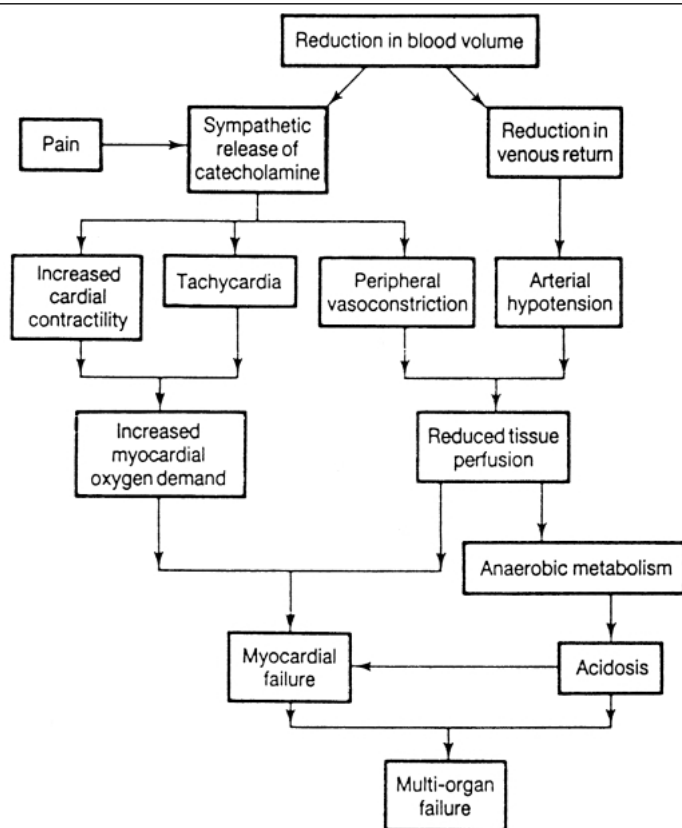 Reduction in blood volume
Pain
Sympathetic
release of
catecholamine
Reduction in
venous return
Increased
cardial
contractility
Tachycardia
Peripheral
vasoconstriction
Arterial
hypotension
Increased
myocardial
oxygen demand
Reduced tissue
perfusion
Anaerobic metabolism
Myocardial
failure
Acidosis
Multi-organ
failure